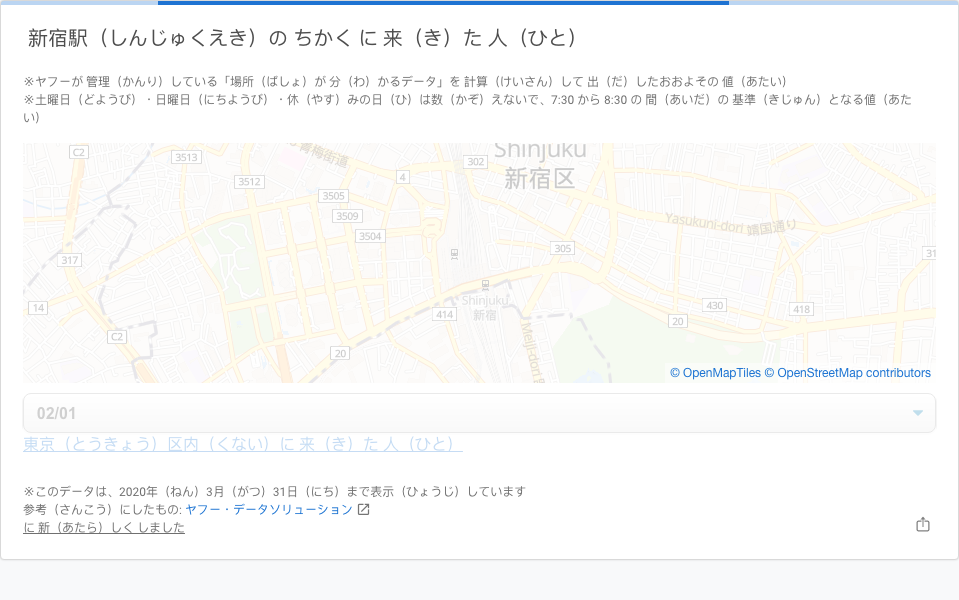 新宿駅（しんじゅくえき）の ちかく に 来（き）た 人（ひと）
※ヤフーが 管理（かんり）している「場所（ばしょ）が 分（わ）かるデータ」を 計算（けいさん）して 出（だ）したおおよその 値（あたい）
※土曜日（どようび）・日曜日（にちようび）・休（やす）みの日（ひ）は数（かぞ）えないで、7:30 から 8:30 の 間（あいだ）の 基準（きじゅん）となる値（あた
い）
C2
3513
青梅街道
302
Shinjuku
新宿区
3512
4
3505
3509
3504
Yasukuni-dori 靖国通り
305
317
31
14
Shinjuku
新宿
414
430
418
20
C2
20
Meiji-dori
© OpenMapTiles © OpenStreetMap contributors
02/01
東京（とうきょう）区内（くない）に 来（き）た 人（ひと）
※このデータは、2020年（ねん）3月（がつ）31日（にち）まで表示（ひょうじ）しています
参考（さんこう）にしたもの: ヤフー・データソリューション
に 新（あたら）しく しました